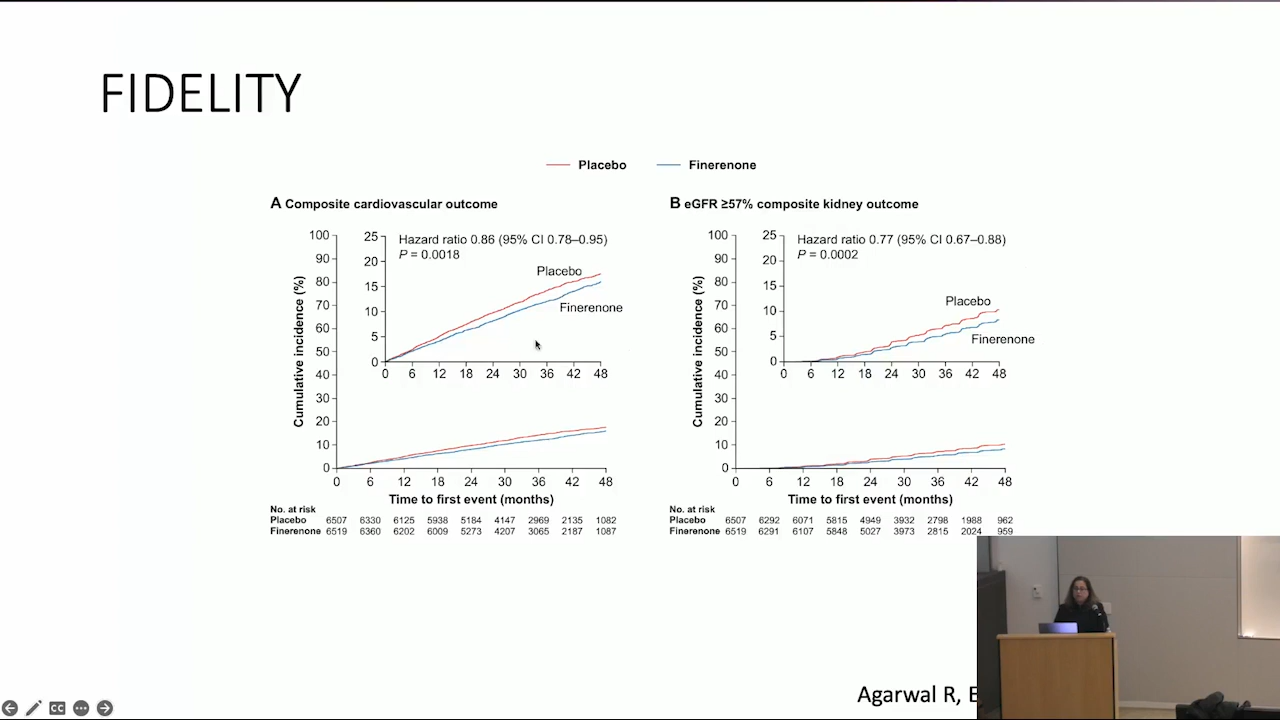 FIDELITY
Placebo Finerenone
A Composite cardiovascular outcome
100
90
80
70
60
50
40
30
20
10
0
Cumulative incidence (%)
25
20
15
10
5
0
Hazard ratio 0.86 (95% CI 0.78–0.95)
P = 0.0018
Placebo
Finerenone
0 6 12 18 24 30 36 42 48
0 6 12 18 24 30 36 42 48
Time to first event (months)
No. at risk
Placebo 6507 6330 6125 5938 5184 4147 2969 2135 1082
Finerenone 6519 6360 6202 6009 5273 4207 3065 2187 1087
B eGFR ≥57% composite kidney outcome
100
90
80
70
60
50
40
30
20
10
0
Cumulative incidence (%)
25
20
15
10
5
0
Hazard ratio 0.77 (95% CI 0.67–0.88)
P = 0.0002
Placebo
Finerenone
0 6 12 18 24 30 36 42 48
0 6 12 18 24 30 36 42 48
Time to first event (months)
No. at risk
Placebo 6507 6292 6071 5815 4949 3932 2798 1988 962
Finerenone 6519 6291 6107 5848 5027 3973 2815 2024 959
Agarwal R,
CC